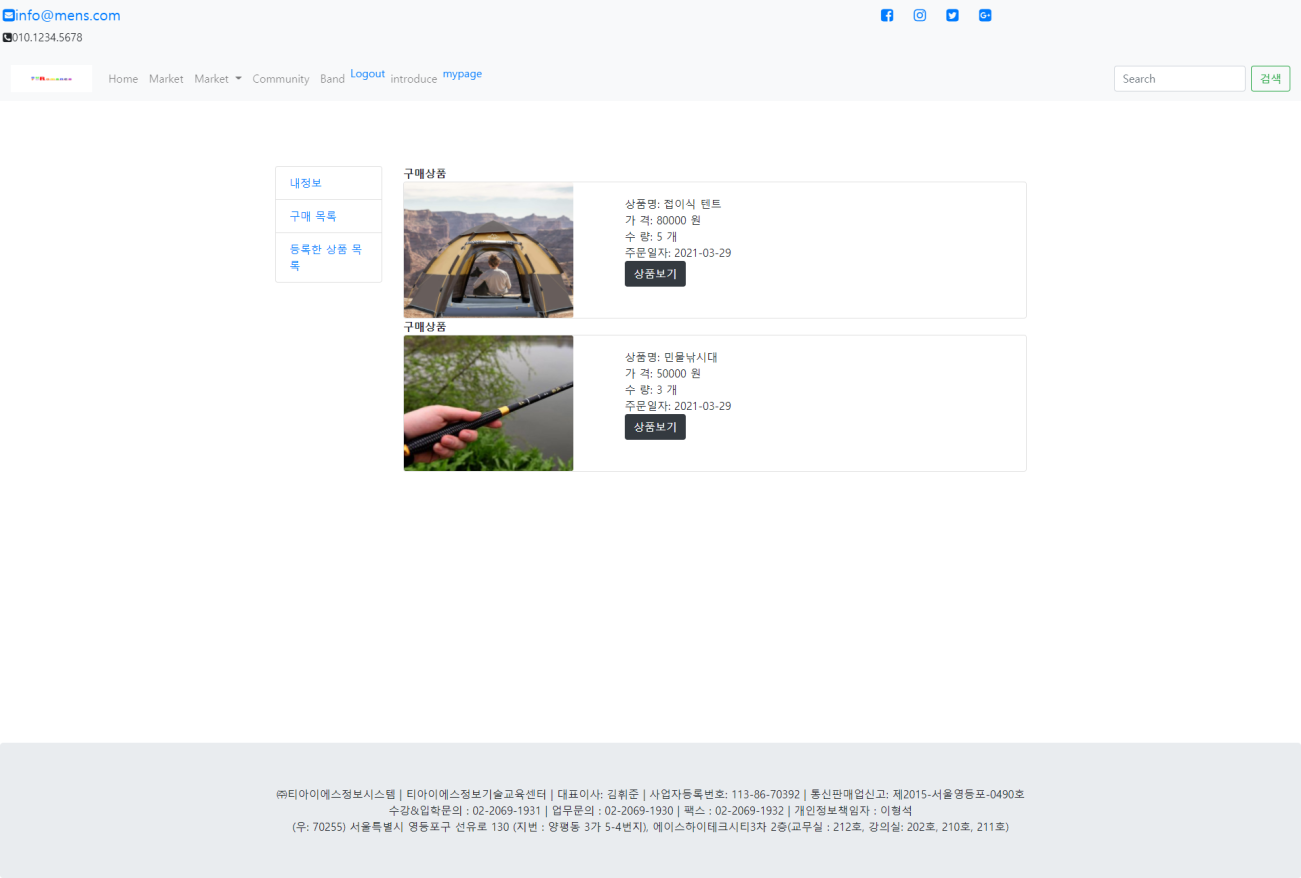 info@mens.com
010.1234.5678
Home Market Market Community Band Logout introduce mypage Search 검색
내정보
구매 목록
등록한 상품 목
록
구매상품
상품명: 접이식 텐트
가 격: 80000 원
수 량: 5 개
주문일자: 2021-03-29
상품보기
구매상품
상품명: 민물낚시대
가 격: 50000 원
수 량: 3 개
주문일자: 2021-03-29
상품보기
㈜티아이에스정보시스템 | 티아이에스정보기술교육센터 | 대표이사: 김휘준 | 사업자등록번호: 113-86-70392 | 통신판매업신고: 제2015-서울영등포-0490호
수강&입학문의 : 02-2069-1931 | 업무문의 : 02-2069-1930 | 팩스 : 02-2069-1932 | 개인정보책임자 : 이형석
(우: 70255) 서울특별시 영등포구 선유로 130 (지번 : 양평동 3가 5-4번지), 에이스하이테크시티3차 2층(교무실 : 212호, 강의실: 202호, 210호, 211호)